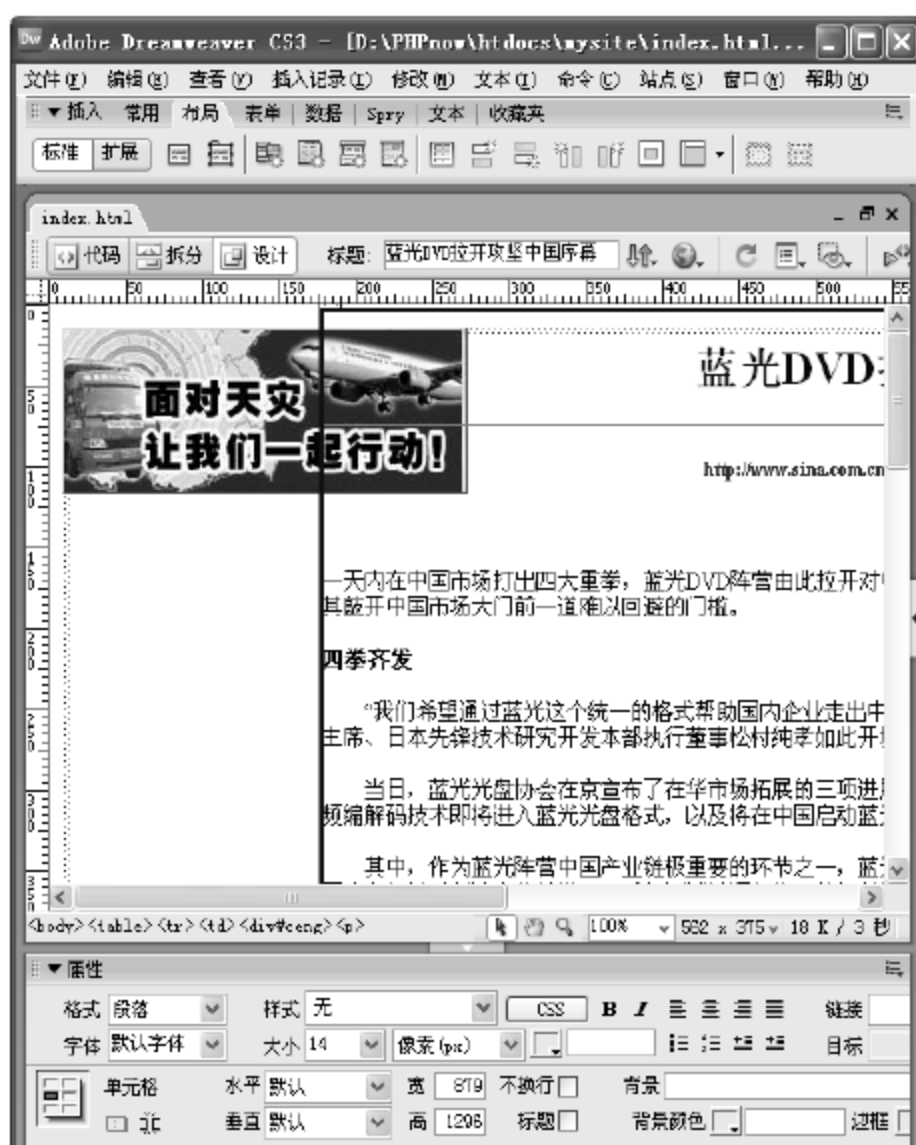 Dw Adobe Dreamweaver CS3 - [D:\PHPnow\htdocs\mysite\index.html...
文件(F) 编辑(E) 查看(V) 插入记录(I) 修改(M) 文本(T) 命令(C) 站点(S) 窗口(W) 帮助(H)
▼插入 常用 布局 表单 | 数据 | Spry | 文本 | 收藏夹
标准 扩展
index.html
代码 拆分 设计 标题: 蓝光DVD拉开攻坚中国序幕
0 50 100 150 200 250 300 350 400 450 500 55
面对天灾
让我们一起行动!
蓝光DVD
http://www.sina.com.cn
一天内在中国市场打出四大重拳，蓝光DVD阵营由此拉开对
其敲开中国市场大门前一道难以回避的门槛。
四拳齐发
“我们希望通过蓝光这个统一的格式帮助国内企业走出中
主席、日本先锋技术研究开发本部执行董事松村纯孝如此开
当日，蓝光光盘协会在京宣布了在华市场拓展的三项进
频编解码技术即将进入蓝光光盘格式，以及将在中国启动蓝
其中，作为蓝光阵营中国产业链极重要的环节之一，蓝
<body><table><tr><td><div#ceng><p> 100% 582 x 375 18 K / 3 秒
▼属性
格式 段落 样式 无 CSS B I 链接
字体 默认字体 大小 14 像素(px) 目标
单元格 水平 默认 宽 879 不换行 背景
垂直 默认 高 1296 标题 背景颜色 边框